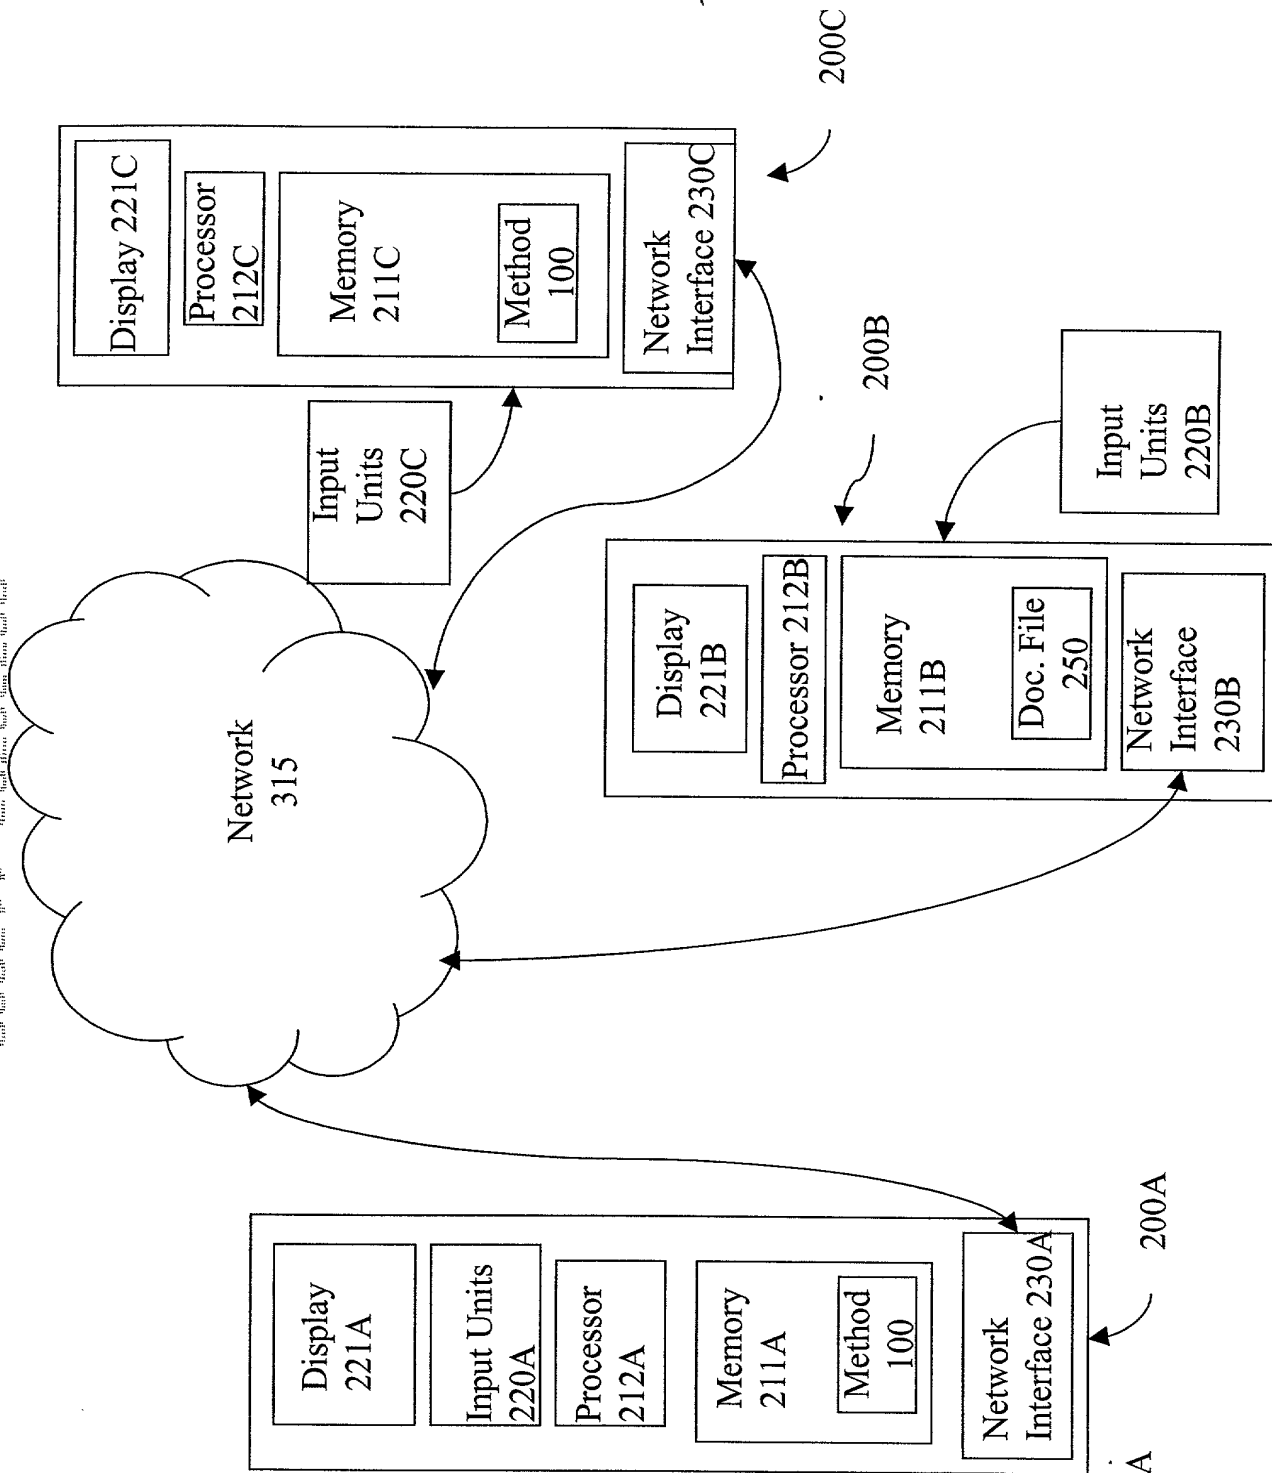 Display
221A
Input Units
220A
Processor
212A
Memory
211A
Method
100
Network
Interface 230A
200A
A
Network
315
Display
221B
Processor 212B
Memory
211B
Doc. File
250
Network
Interface
230B
200B
Input
Units
220B
Input
Units
220C
Display 221C
Processor
212C
Memory
211C
Method
100
Network
Interface 230C
200C